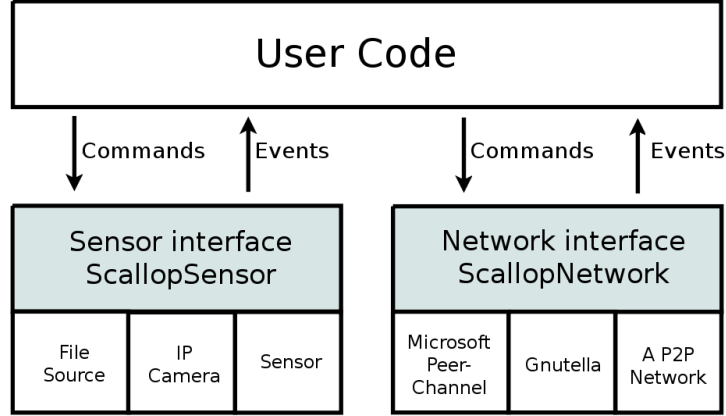 User Code
Commands
Events
Commands
Events
Sensor interface
ScallopSensor
Network interface
ScallopNetwork
File
Source
IP
Camera
Sensor
Microsoft
Peer-
Channel
Gnutella
A P2P
Network